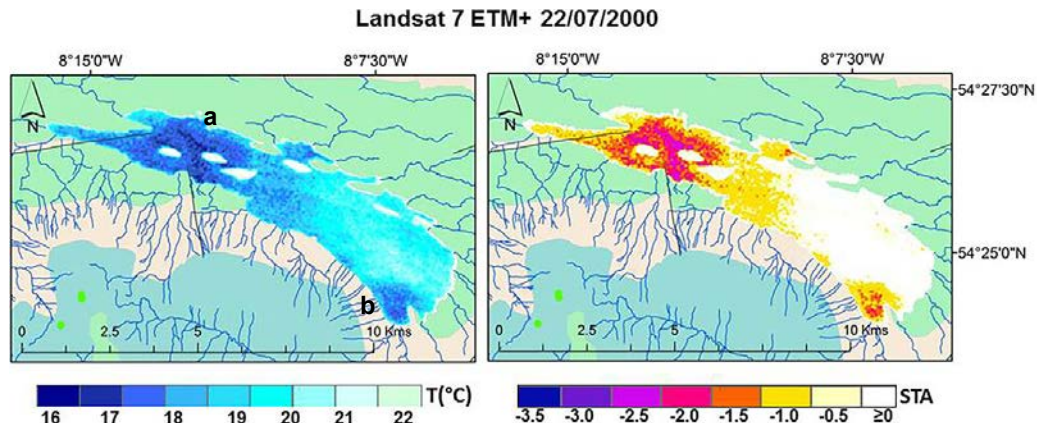 Landsat 7 ETM+ 22/07/2000
8°15'0"W 8°7'30"W 8°15'0"W 8°7'30"W
54°27'30"N
a
N N
54°25'0"N
b
0 2.5 5 10 Kms 0 2.5 5 10 Kms
16 17 18 19 20 21 22 T(°C)
-3.5 -3.0 -2.5 -2.0 -1.5 -1.0 -0.5 ≥0 STA